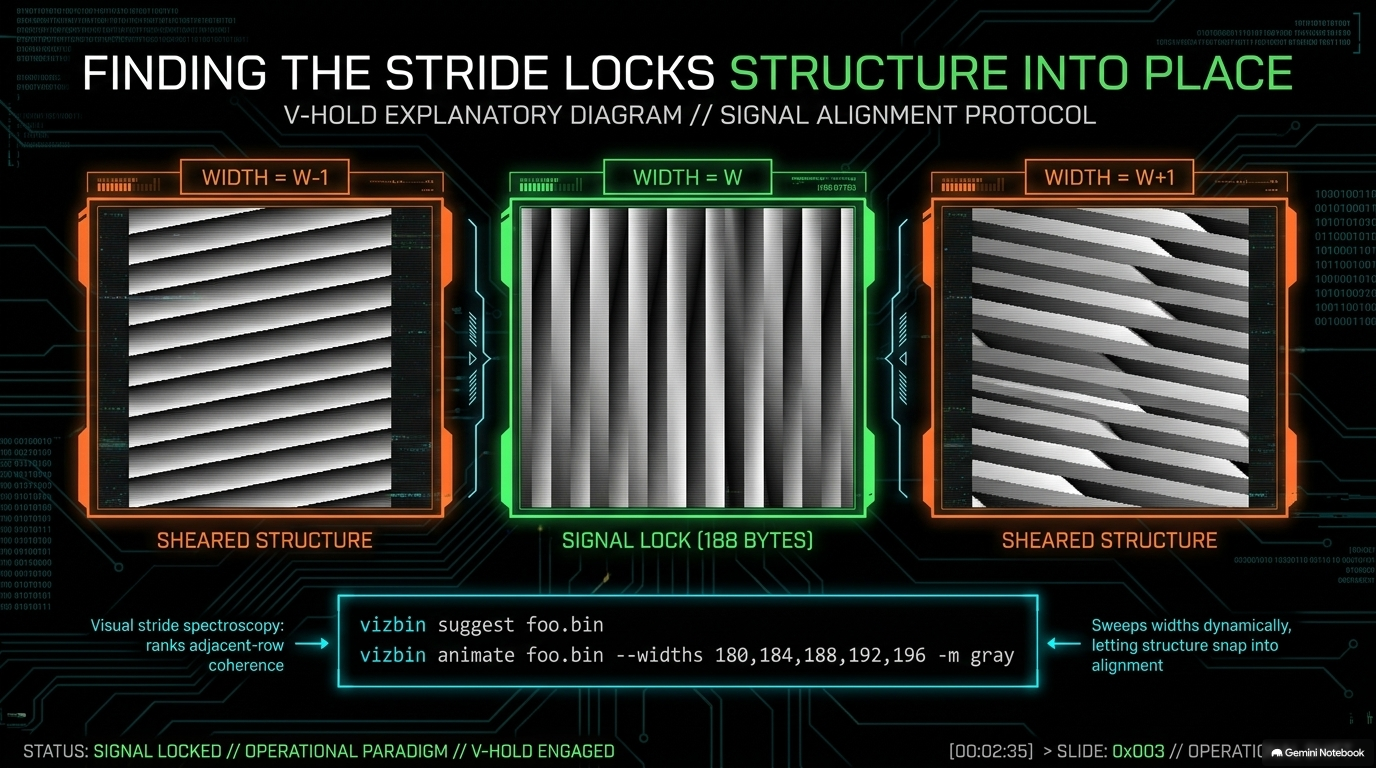 FINDING THE STRIDE LOCKS STRUCTURE INTO PLACE
V-HOLD EXPLANATORY DIAGRAM // SIGNAL ALIGNMENT PROTOCOL
WIDTH = W-1
WIDTH = W
WIDTH = W+1
SHEARED STRUCTURE
SIGNAL LOCK (188 BYTES)
SHEARED STRUCTURE
Visual stride spectroscopy:
ranks adjacent-row
coherence
vizbin suggest foo.bin
vizbin animate foo.bin --widths 180,184,188,192,196 -m gray
Sweeps widths dynamically,
letting structure snap into
alignment
STATUS: SIGNAL LOCKED // OPERATIONAL PARADIGM // V-HOLD ENGAGED
[00:02:35] > SLIDE: 0x003 // OPERATIO
Gemini Notebook